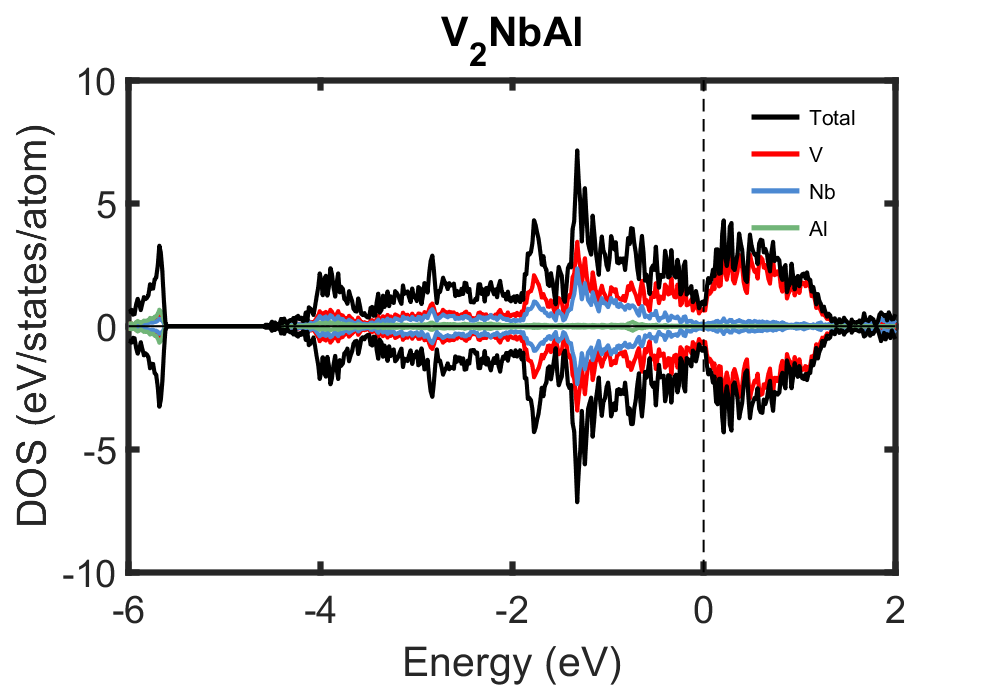 V₂NbAl
10
5
0
-5
-10
DOS (eV/states/atom)
Total
V
Nb
Al
-6 -4 -2 0 2
Energy (eV)